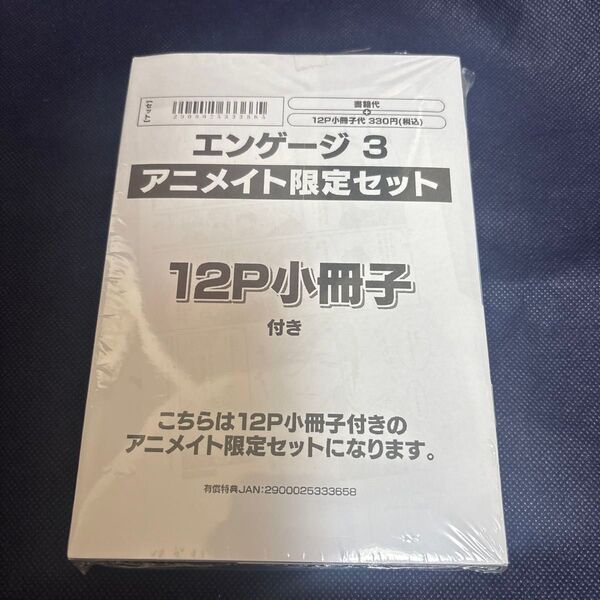 【アッカ】
2900025333658
書籍代
+
12P小冊子代 330円(税込)
エンゲージ 3
アニメイト限定セット
12P小冊子
付き
こちらは12P小冊子付きの
アニメイト限定セットになります。
有償特典JAN:2900025333658